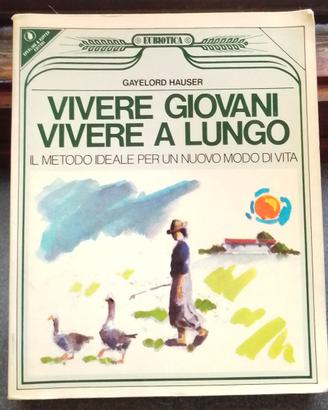 EUBIOTICA
GAYELORD HAUSER
VIVERE GIOVANI
VIVERE A LUNGO
IL METODO IDEALE PER UN NUOVO MODO DI VITA